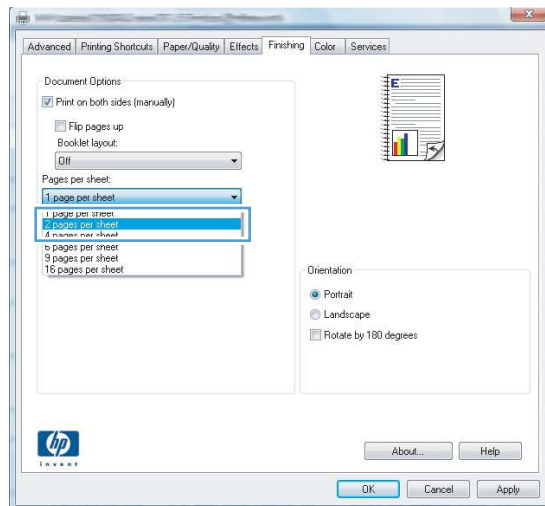 Advanced Printing Shortcuts Paper/Quality Effects Finishing Color Services
Document Options
Print on both sides (manually)
Flip pages up
Booklet layout:
Off
Pages per sheet:
1 page per sheet
1 page per sheet
2 pages per sheet
4 pages per sheet
6 pages per sheet
9 pages per sheet
16 pages per sheet
E
Orientation
Portrait
Landscape
Rotate by 180 degrees
hp
invent
About... Help
OK Cancel Apply